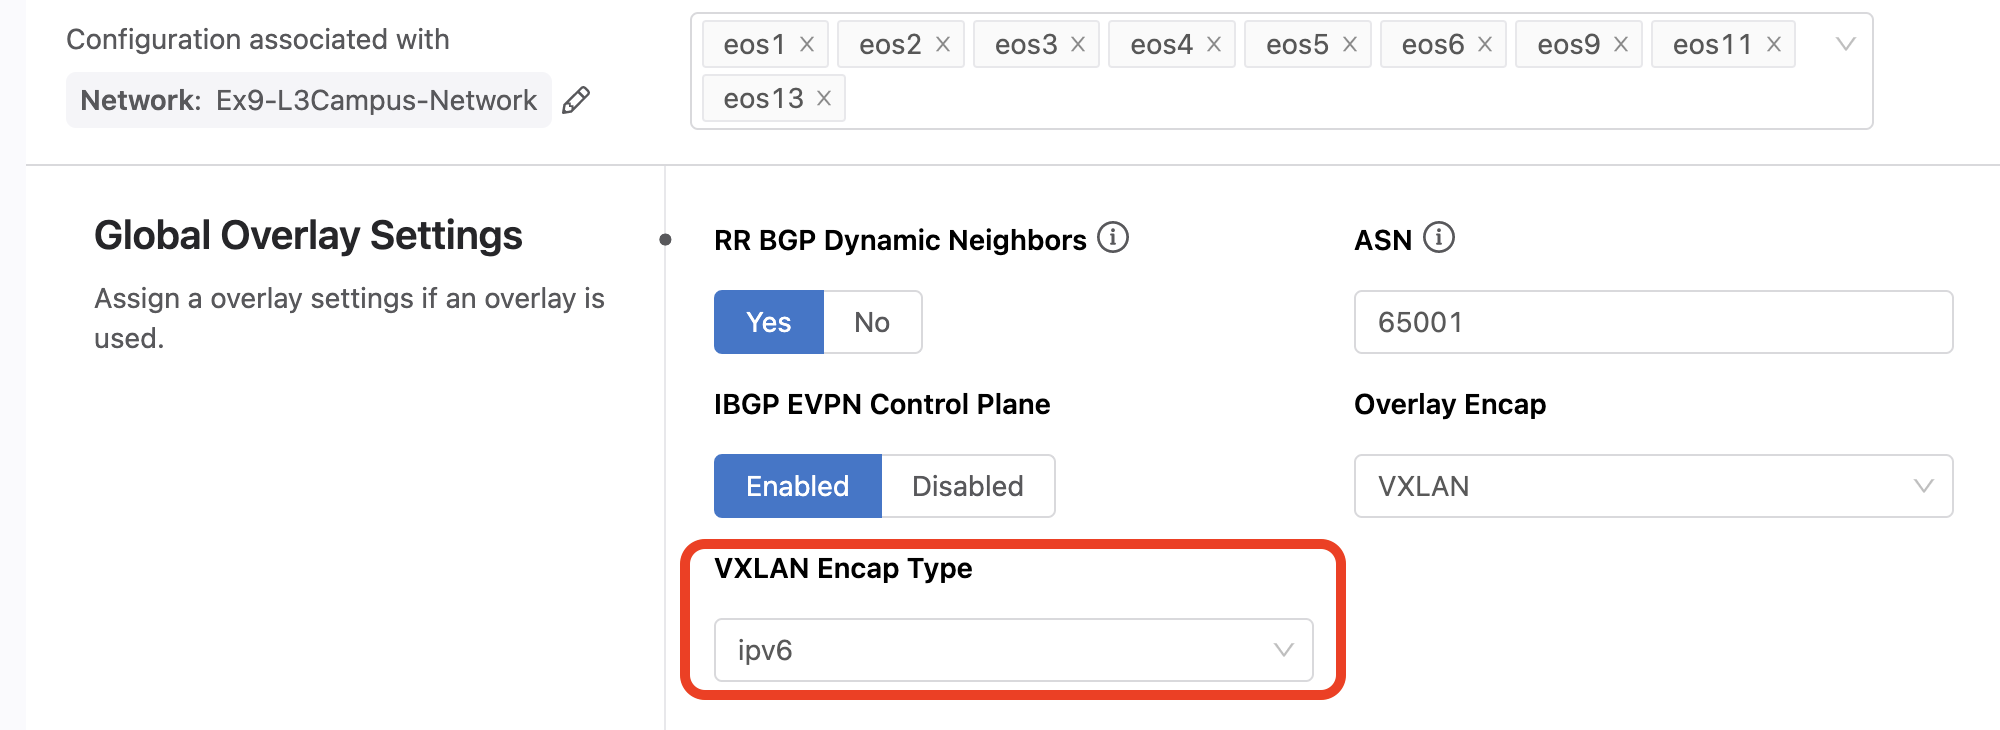 Configuration associated with
Network: Ex9-L3Campus-Network
eos1 eos2 eos3 eos4 eos5 eos6 eos9 eos11
eos13
Global Overlay Settings
Assign a overlay settings if an overlay is
used.
RR BGP Dynamic Neighbors
Yes No
ASN
65001
IBGP EVPN Control Plane
Enabled Disabled
Overlay Encap
VXLAN
VXLAN Encap Type
ipv6